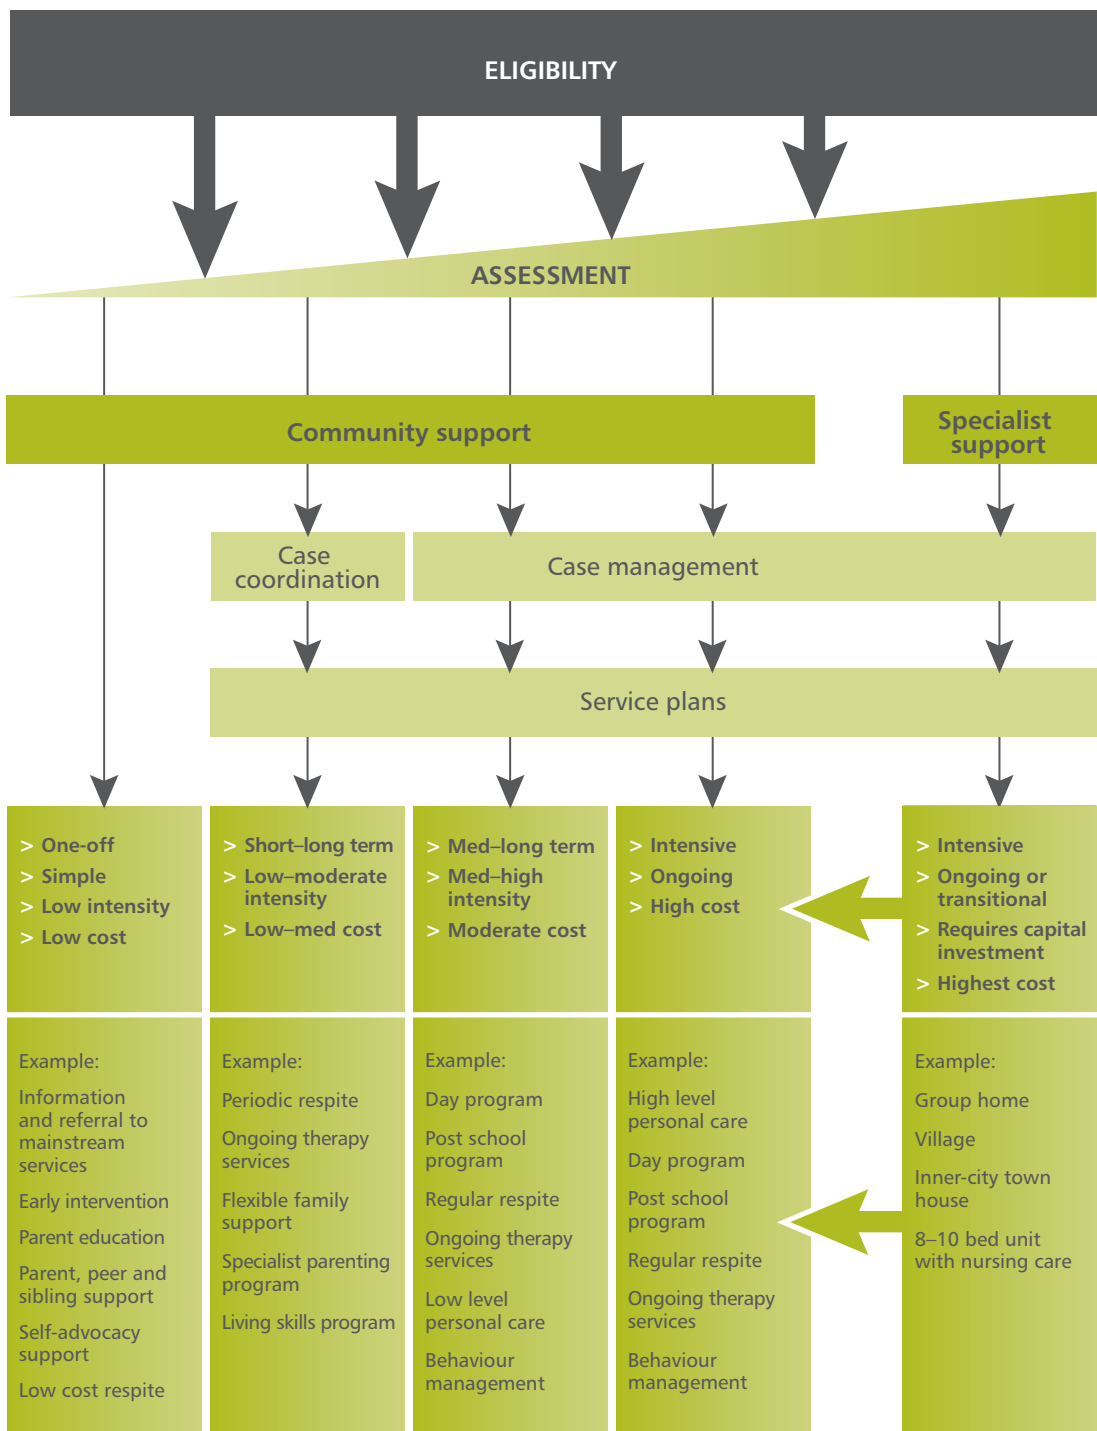 ELIGIBILITY
ASSESSMENT
Community support
Specialist
support
Case
coordination
Case management
Service plans
> One-off
> Simple
> Low intensity
> Low cost
> Short–long term
> Low–moderate
intensity
> Low–med cost
> Med–long term
> Med–high
intensity
> Moderate cost
> Intensive
> Ongoing
> High cost
> Intensive
> Ongoing or
transitional
> Requires capital
investment
> Highest cost
Example:
Information
and referral to
mainstream
services
Early intervention
Parent education
Parent, peer and
sibling support
Self-advocacy
support
Low cost respite
Example:
Periodic respite
Ongoing therapy
services
Flexible family
support
Specialist parenting
program
Living skills program
Example:
Day program
Post school
program
Regular respite
Ongoing therapy
services
Low level
personal care
Behaviour
management
Example:
High level
personal care
Day program
Post school
program
Regular respite
Ongoing therapy
services
Behaviour
management
Example:
Group home
Village
Inner-city town
house
8–10 bed unit
with nursing care